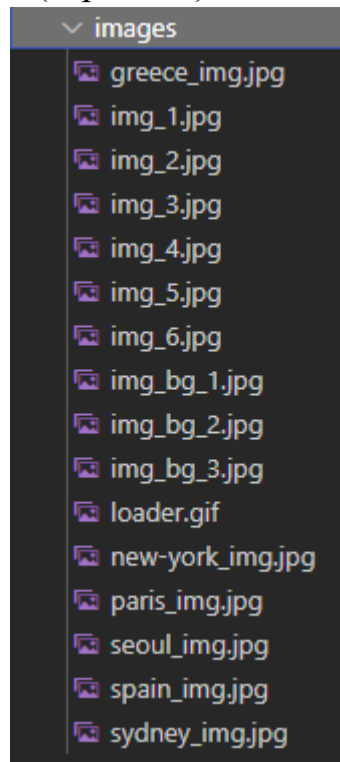 images
greece_img.jpg
img_1.jpg
img_2.jpg
img_3.jpg
img_4.jpg
img_5.jpg
img_6.jpg
img_bg_1.jpg
img_bg_2.jpg
img_bg_3.jpg
loader.gif
new-york_img.jpg
paris_img.jpg
seoul_img.jpg
spain_img.jpg
sydney_img.jpg